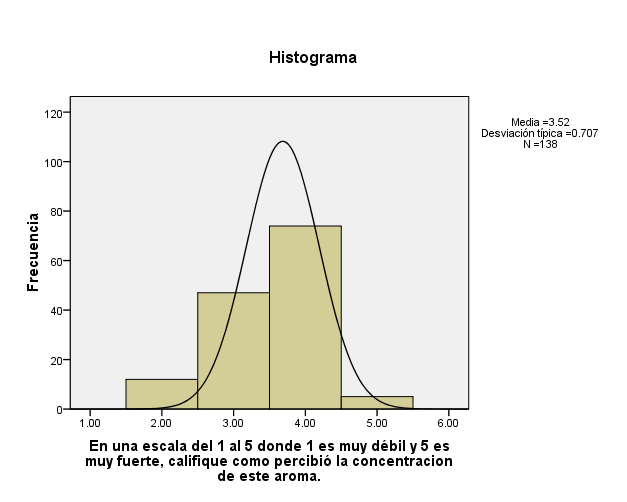 Histograma
Media =3.52
Desviación típica =0.707
N =138
Frecuencia
120
100
80
60
40
20
0
1.00 2.00 3.00 4.00 5.00 6.00
En una escala del 1 al 5 donde 1 es muy débil y 5 es
muy fuerte, califique como percibió la concentracion
de este aroma.